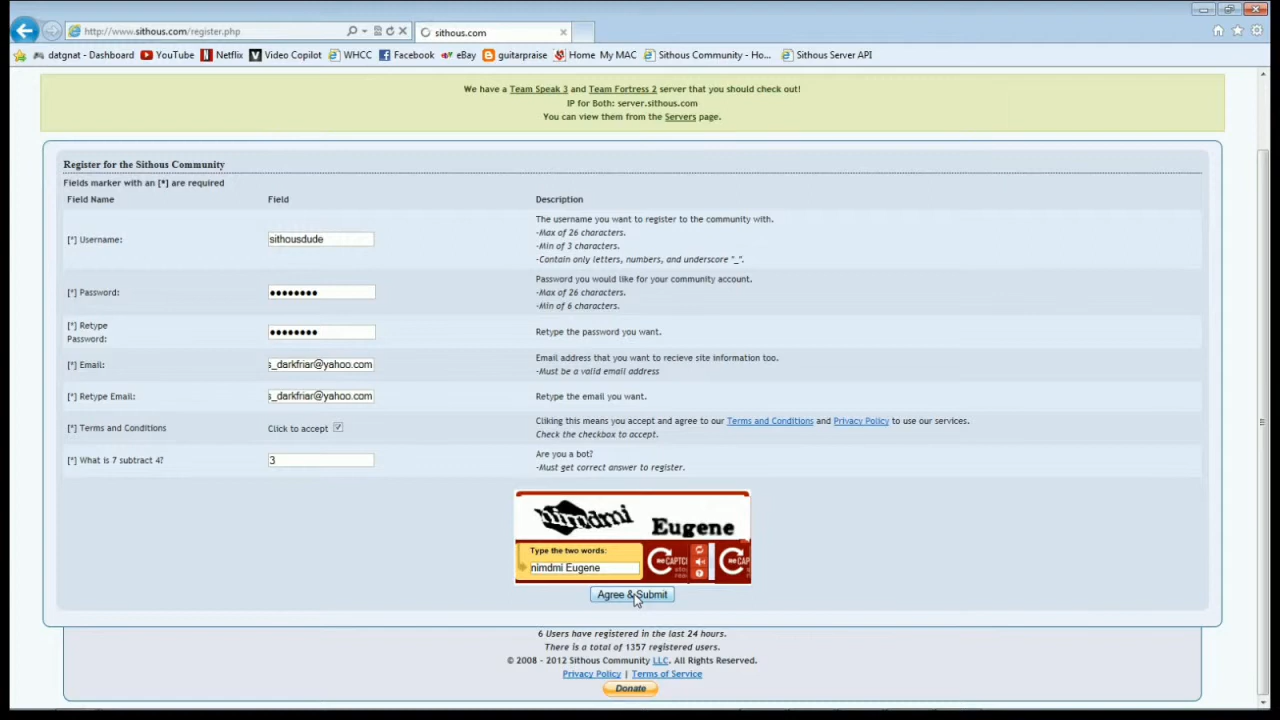 http://www.sithous.com/register.php
sithous.com
datgnat - Dashboard YouTube Netflix Video Copilot WHCC Facebook eBay guitarpraise Home My MAC Sithous Community - Ho... Sithous Server API
We have a Team Speak 3 and Team Fortress 2 server that you should check out!
IP for Both: server.sithous.com
You can view them from the Servers page.
Register for the Sithous Community
Fields marker with an [*] are required
Field Name Field Description
[*] Username: sithousdude
The username you want to register to the community with.
-Max of 26 characters.
-Min of 3 characters.
-Contain only letters, numbers, and underscore "_".
[*] Password:
Password you would like for your community account.
-Max of 26 characters.
-Min of 6 characters.
[*] Retype
Password:
Retype the password you want.
[*] Email: s_darkfriar@yahoo.com
Email address that you want to recieve site information too.
-Must be a valid email address
[*] Retype Email: s_darkfriar@yahoo.com Retype the email you want.
[*] Terms and Conditions Click to accept
Cliking this means you accept and agree to our Terms and Conditions and Privacy Policy to use our services.
Check the checkbox to accept.
[*] What is 7 subtract 4? 3
Are you a bot?
-Must get correct answer to register.
nimdmi Eugene
Type the two words:
nimdmi Eugene
Agree & Submit
6 Users have registered in the last 24 hours.
There is a total of 1357 registered users.
© 2008 - 2012 Sithous Community LLC. All Rights Reserved.
Privacy Policy | Terms of Service
Donate